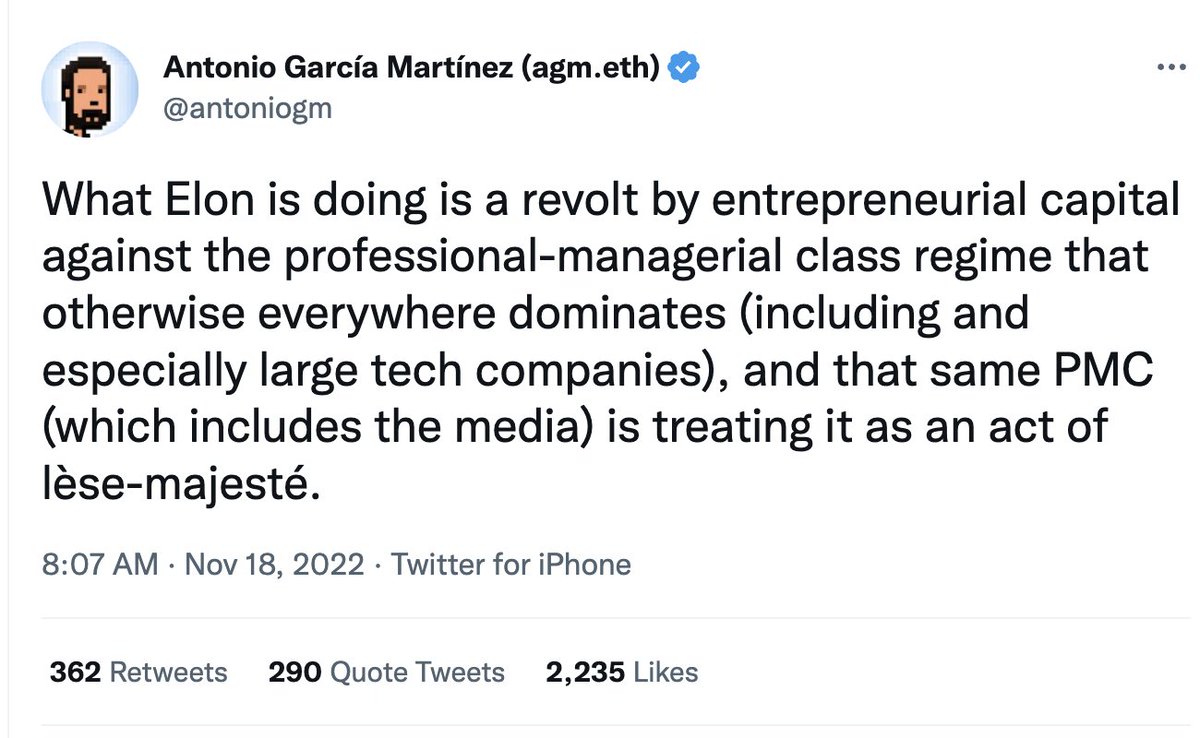 Antonio García Martínez (agm.eth)
@antoniogm
What Elon is doing is a revolt by entrepreneurial capital
against the professional-managerial class regime that
otherwise everywhere dominates (including and
especially large tech companies), and that same PMC
(which includes the media) is treating it as an act of
lèse-majesté.
8:07 AM · Nov 18, 2022 · Twitter for iPhone
362 Retweets 290 Quote Tweets 2,235 Likes